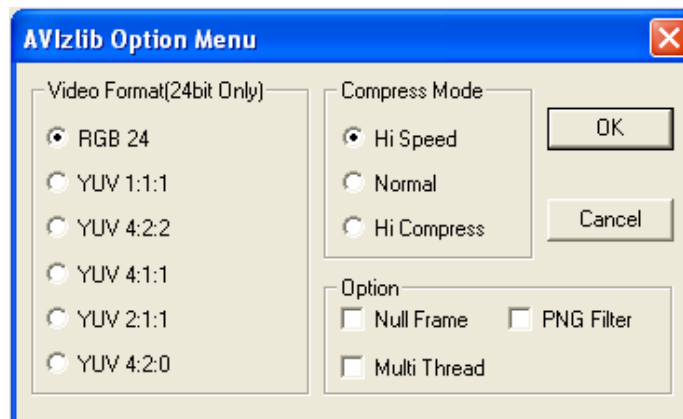 AVIzlib Option Menu
Video Format(24bit Only)
RGB 24
YUV 1:1:1
YUV 4:2:2
YUV 4:1:1
YUV 2:1:1
YUV 4:2:0
Compress Mode
Hi Speed
Normal
Hi Compress
OK
Cancel
Option
Null Frame
PNG Filter
Multi Thread